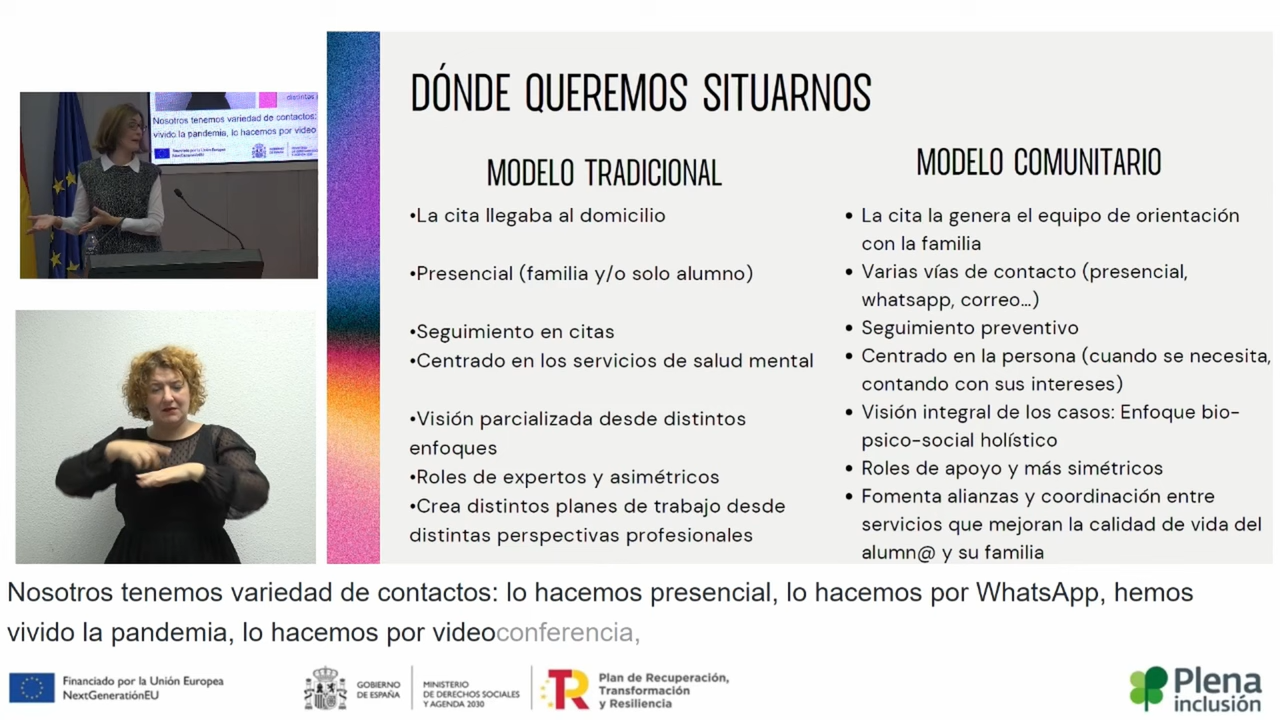 DÓNDE QUEREMOS SITUARNOS
MODELO TRADICIONAL
•La cita llegaba al domicilio
•Presencial (familia y/o solo alumno)
•Seguimiento en citas
•Centrado en los servicios de salud mental
•Visión parcializada desde distintos
enfoques
•Roles de expertos y asimétricos
•Crea distintos planes de trabajo desde
distintas perspectivas profesionales
MODELO COMUNITARIO
• La cita la genera el equipo de orientación
con la familia
• Varias vías de contacto (presencial,
whatsapp, correo...)
• Seguimiento preventivo
• Centrado en la persona (cuando se necesita,
contando con sus intereses)
• Visión integral de los casos: Enfoque bio-
psico-social holístico
• Roles de apoyo y más simétricos
• Fomenta alianzas y coordinación entre
servicios que mejoran la calidad de vida del
alumn@ y su familia
distintos
Nosotros tenemos variedad de contactos:
vivido la pandemia, lo hacemos por video
Nosotros tenemos variedad de contactos: lo hacemos presencial, lo hacemos por WhatsApp, hemos
vivido la pandemia, lo hacemos por videoconferencia,
Financiado por la Unión Europea
NextGenerationEU
GOBIERNO
DE ESPAÑA
MINISTERIO
DE DERECHOS SOCIALES
Y AGENDA 2030
Plan de Recuperación,
Transformación
y Resiliencia
Plena
inclusión